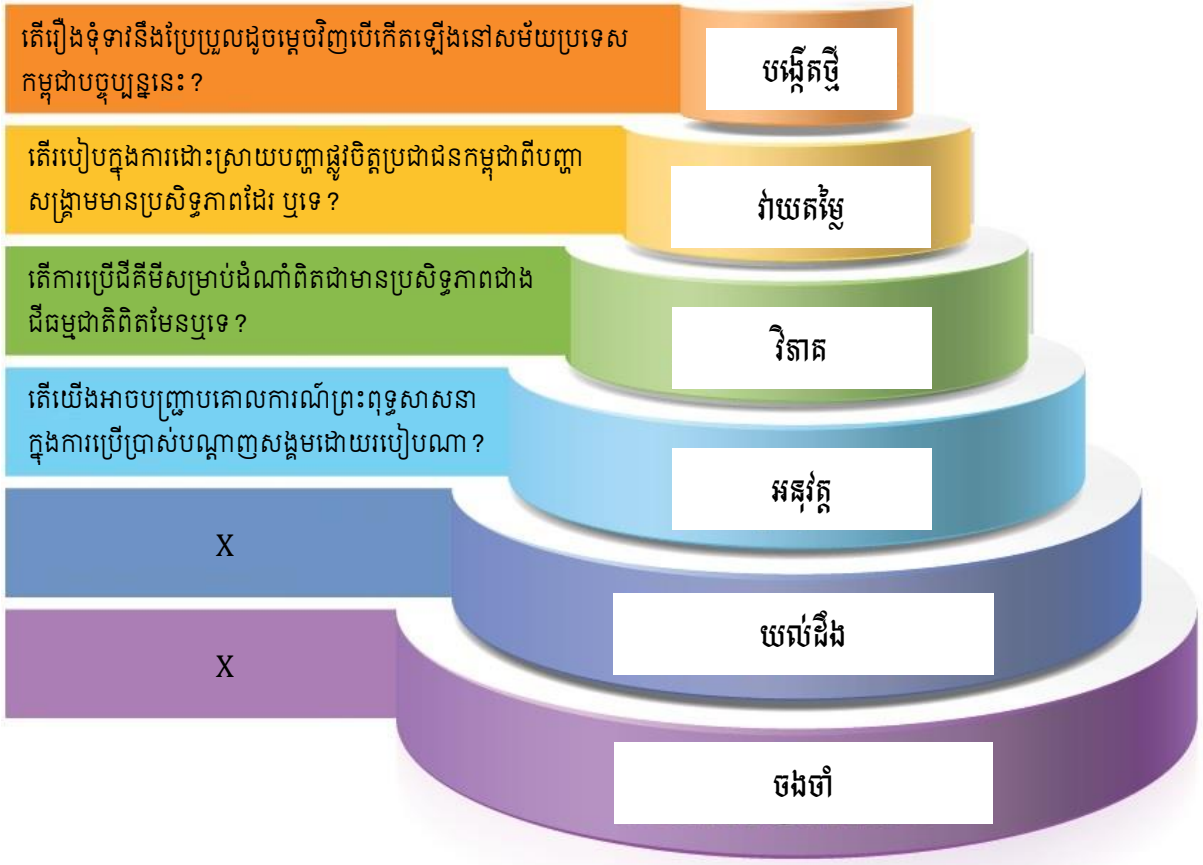 តើរឿងទុំទាវនឹងប្រែប្រួលដូចម្តេចវិញបើកើតឡើងនៅសម័យប្រទេស
កម្ពុជាបច្ចុប្បន្ននេះ ?
បង្កើតថ្មី
តើរបៀបក្នុងការដោះស្រាយបញ្ហាផ្លូវចិត្តប្រជាជនកម្ពុជាពីបញ្ហា
សង្គ្រាមមានប្រសិទ្ធភាពដែរ ឬទេ ?
វាយតម្លៃ
តើការប្រើជីគីមីសម្រាប់ដំណាំពិតជាមានប្រសិទ្ធភាពជាង
ជីធម្មជាតិពិតមែនឬទេ ?
វិភាគ
តើយើងអាចបញ្ជ្រាបគោលការណ៍ព្រះពុទ្ធសាសនា
ក្នុងការប្រើប្រាស់បណ្តាញសង្គមដោយរបៀបណា ?
អនុវត្ត
X
យល់ដឹង
X
ចងចាំ